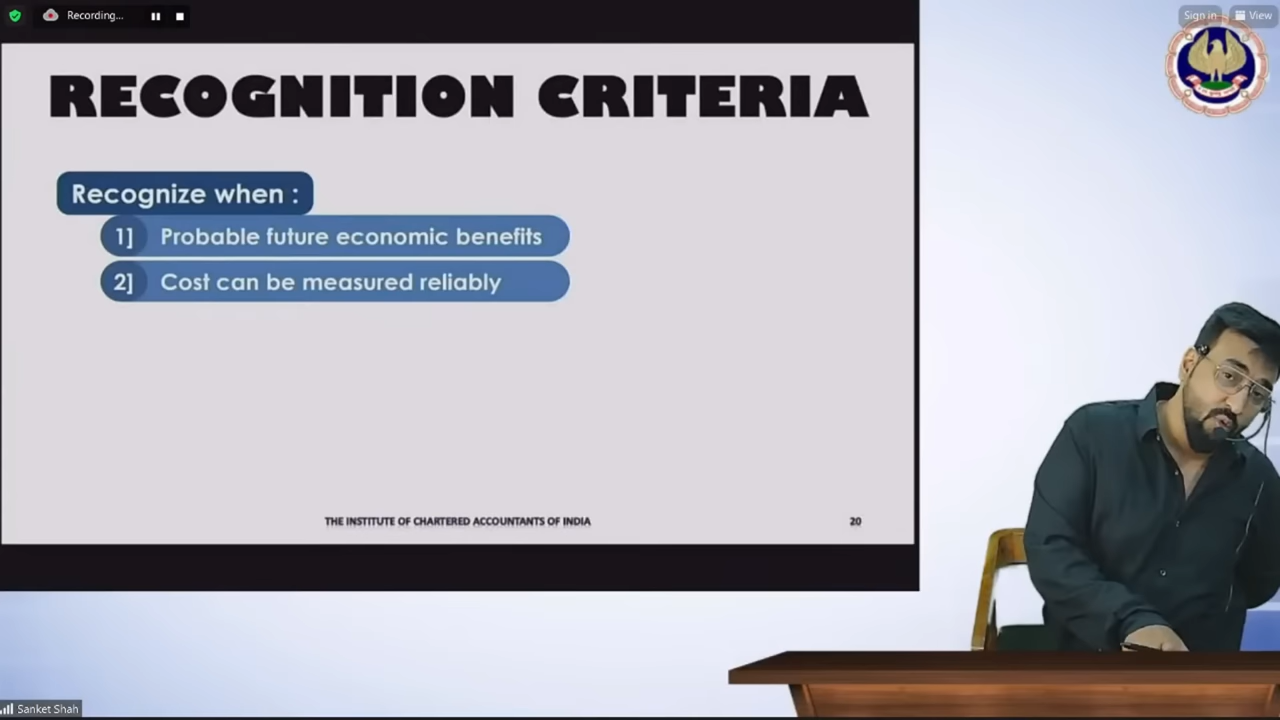 Recording...
Sign in
View
RECOGNITION CRITERIA
Recognize when :
1] Probable future economic benefits
2] Cost can be measured reliably
THE INSTITUTE OF CHARTERED ACCOUNTANTS OF INDIA
20
Sanket Shah